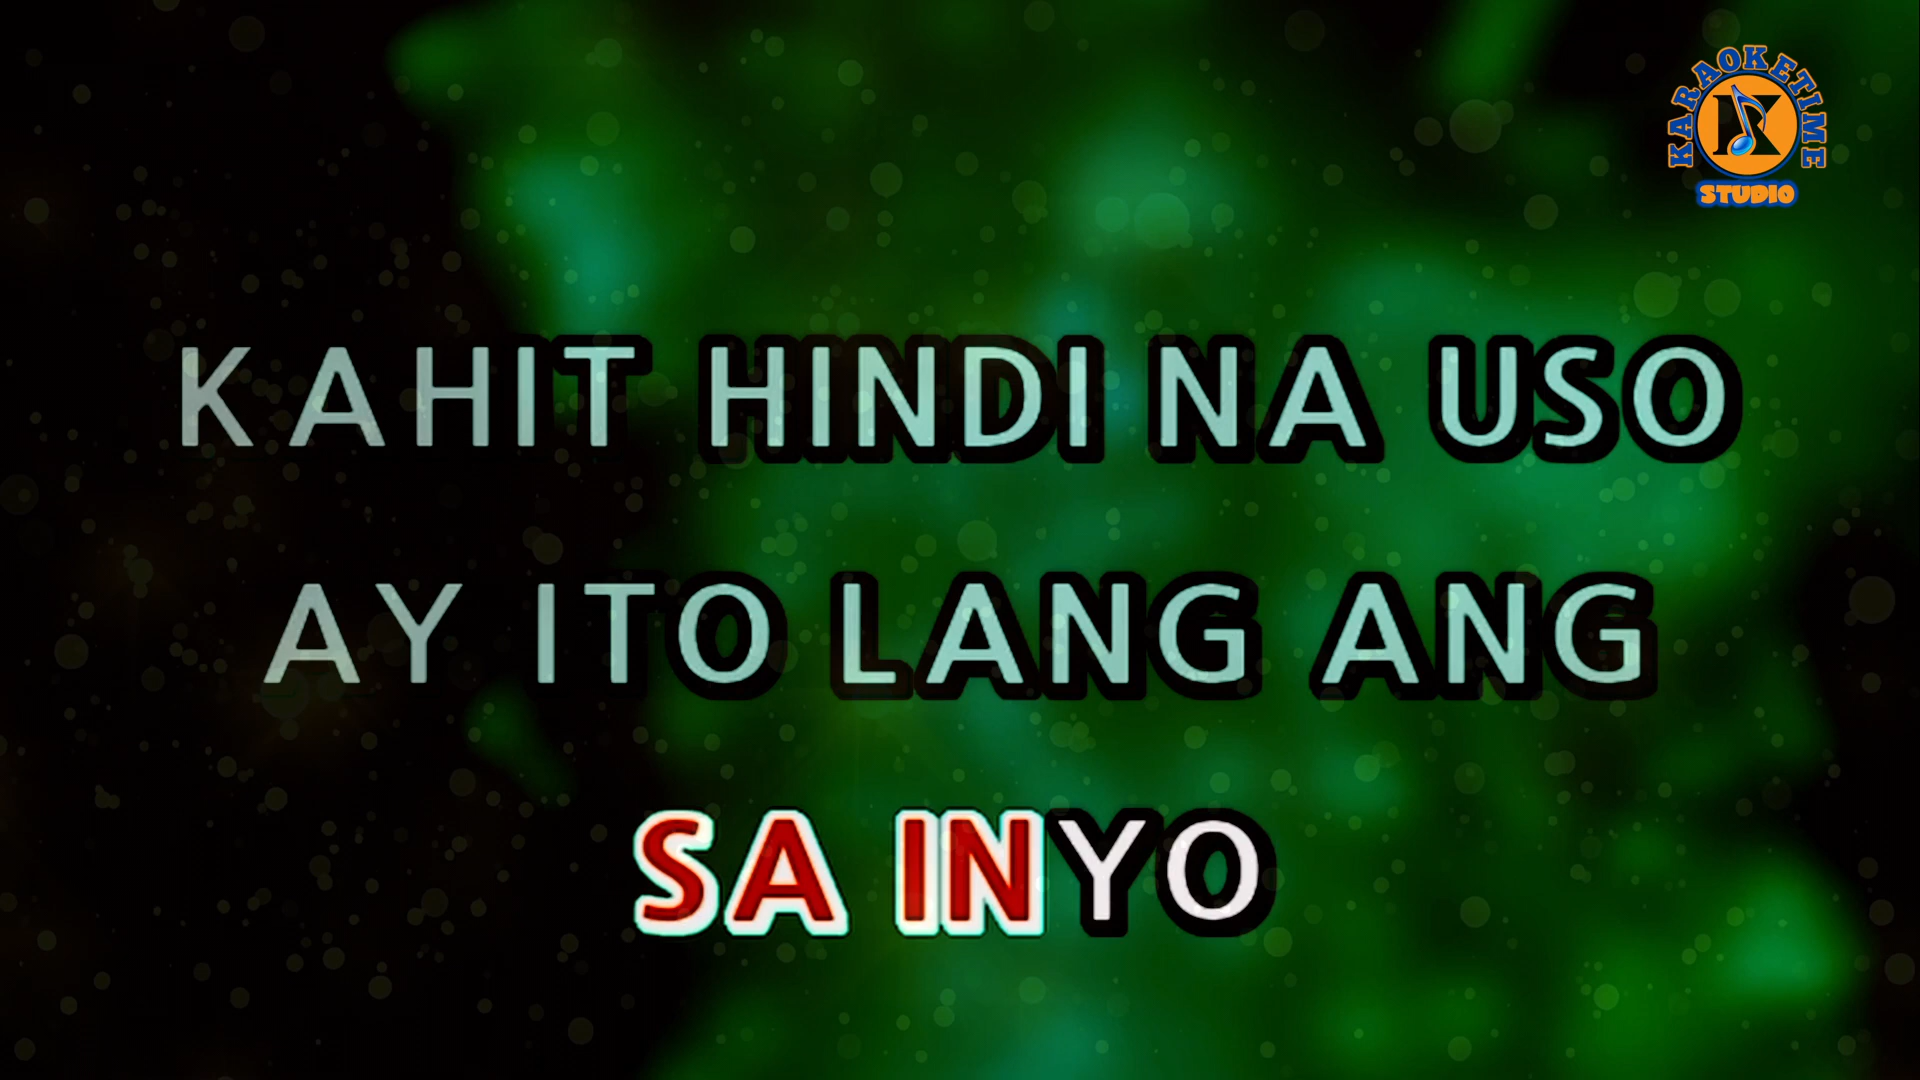 KARAOKETIME
STUDIO
KAHIT HINDI NA USO
AY ITO LANG ANG
SA INYO